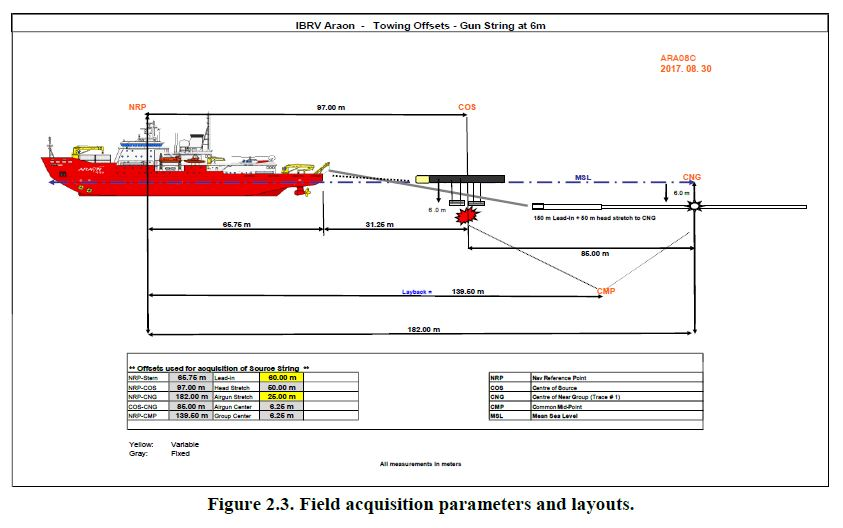 IBRV Araon - Towing Offsets - Gun String at 6m
ARA08C
2017. 08. 30
NRP
97.00 m
COS
ARAON
MSL
CNG
6.0 m
6.0 m
150 m Lead-in + 50 m head stretch to CNG
65.75 m
31.25 m
85.00 m
Layback = 139.50 m
CMP
182.00 m
** Offsets used for acquisition of Source String **
NRP-Stern 65.75 m Lead-in 60.00 m
NRP-COS 97.00 m Head Stretch 50.00 m
NRP-CNG 182.00 m Airgun Stretch 25.00 m
COS-CNG 85.00 m Airgun Center 6.25 m
NRP-CMP 139.50 m Group Center 6.25 m
NRP Nav Reference Point
COS Centre of Source
CNG Centre of Near Group (Trace # 1)
CMP Common Mid-Point
MSL Mean Sea Level
Yellow: Variable
Gray: Fixed
All measurements in meters
Figure 2.3. Field acquisition parameters and layouts.